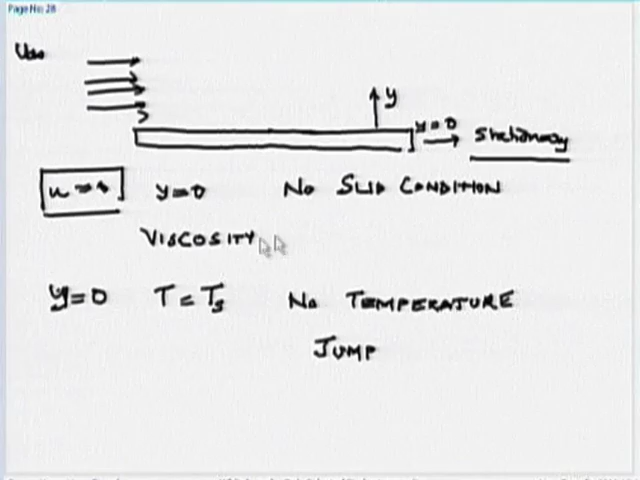 Page No: 28
U∞
y
y=0
Stationary
u = 0 y=0 No SLIP CONDITION
VISCOSITY
y=0 T = Ts No TEMPERATURE
JUMP